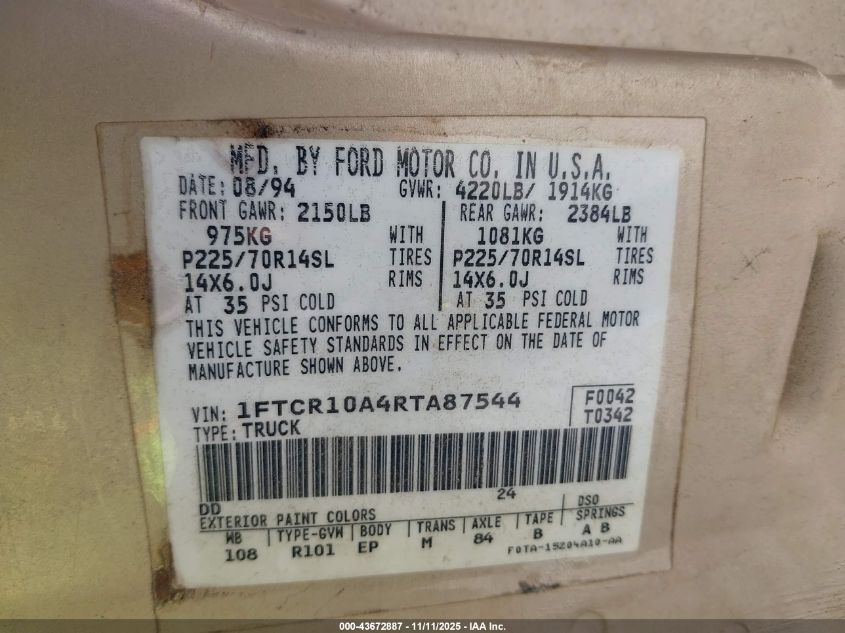 MFD. BY FORD MOTOR CO. IN U.S.A.
DATE: 08/94 GVWR: 4220LB/ 1914KG
FRONT GAWR: 2150LB REAR GAWR: 2384LB
975KG WITH 1081KG WITH
P225/70R14SL TIRES P225/70R14SL TIRES
14X6.0J RIMS 14X6.0J RIMS
AT 35 PSI COLD AT 35 PSI COLD
THIS VEHICLE CONFORMS TO ALL APPLICABLE FEDERAL MOTOR
VEHICLE SAFETY STANDARDS IN EFFECT ON THE DATE OF
MANUFACTURE SHOWN ABOVE.
VIN: 1FTCR10A4RTA87544 F0042
TYPE: TRUCK T0342
DD 24 DSO
EXTERIOR PAINT COLORS
WB TYPE-GVW BODY TRANS AXLE TAPE SPRINGS
108 R101 EP M 84 B A B
F0TA-15204A10-AA
000-43672887 - 11/11/2025 - IAA Inc.